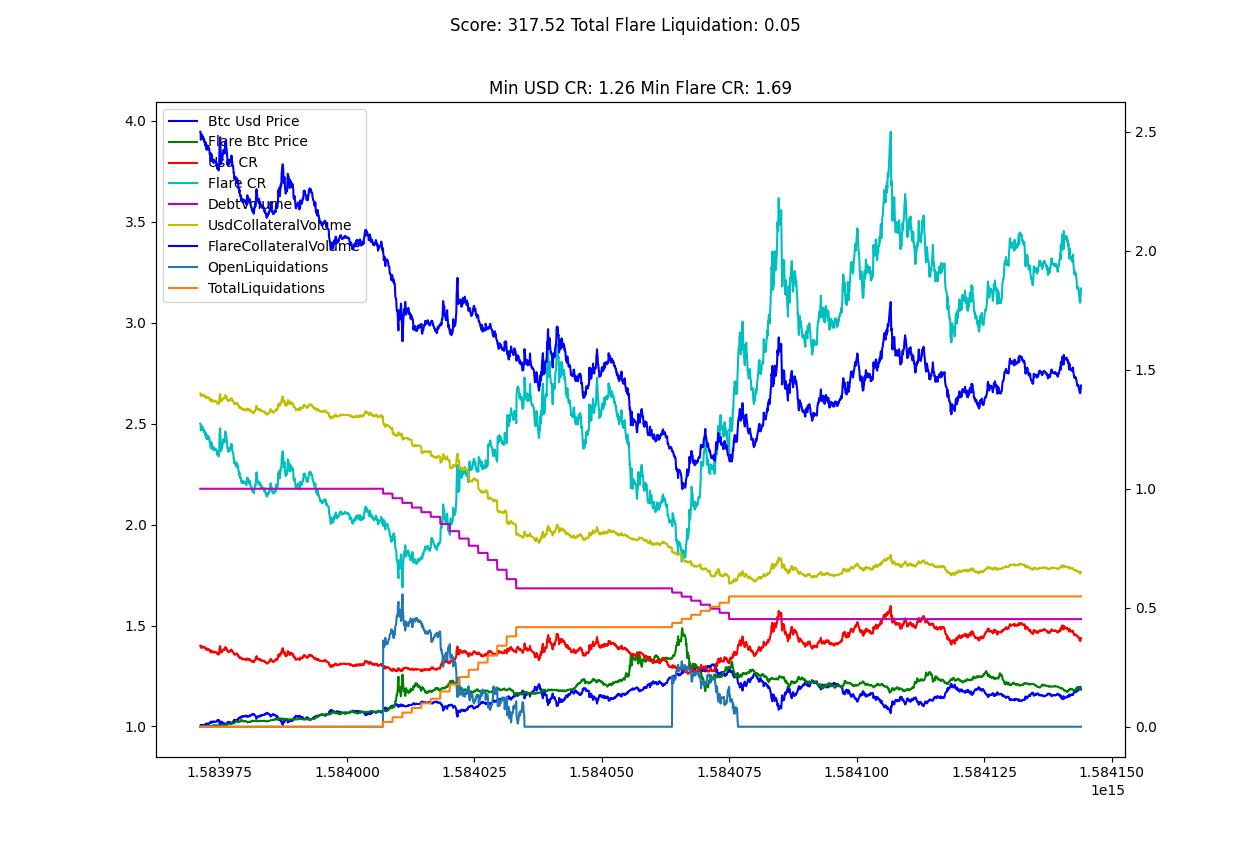 Score: 317.52 Total Flare Liquidation: 0.05
Min USD CR: 1.26 Min Flare CR: 1.69
Btc Usd Price
Flare Btc Price
Usd CR
Flare CR
DebtVolume
UsdCollateralVolume
FlareCollateralVolume
OpenLiquidations
TotalLiquidations
4.0
3.5
3.0
2.5
2.0
1.5
1.0
2.5
2.0
1.5
1.0
0.5
0.0
1.583975 1.584000 1.584025 1.584050 1.584075 1.584100 1.584125 1.584150
1e15